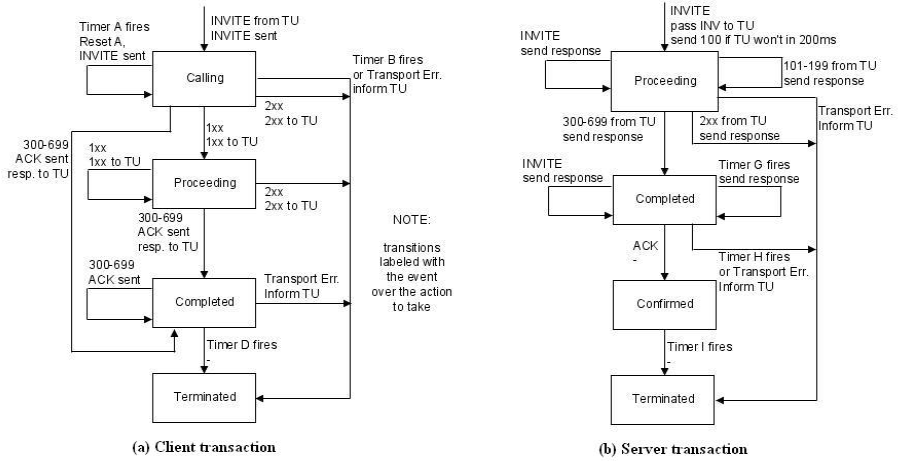 INVITE from TU
INVITE sent
Timer A fires
Reset A,
INVITE sent
Calling
Timer B fires
or Transport Err.
inform TU
2xx
2xx to TU
300-699
ACK sent
resp. to TU
1xx
1xx to TU
1xx
1xx to TU
Proceeding
2xx
2xx to TU
300-699
ACK sent
resp. to TU
NOTE:
transitions
labeled with
the event
over the action
to take
300-699
ACK sent
Completed
Transport Err.
Inform TU
Timer D fires
-
Terminated
(a) Client transaction
INVITE
pass INV to TU
send 100 if TU won't in 200ms
INVITE
send response
Proceeding
101-199 from TU
send response
Transport Err.
Inform TU
300-699 from TU
send response
2xx from TU
send response
INVITE
send response
Completed
Timer G fires
send response
ACK
-
Timer H fires
or Transport Err.
Inform TU
Confirmed
Timer I fires
-
Terminated
(b) Server transaction